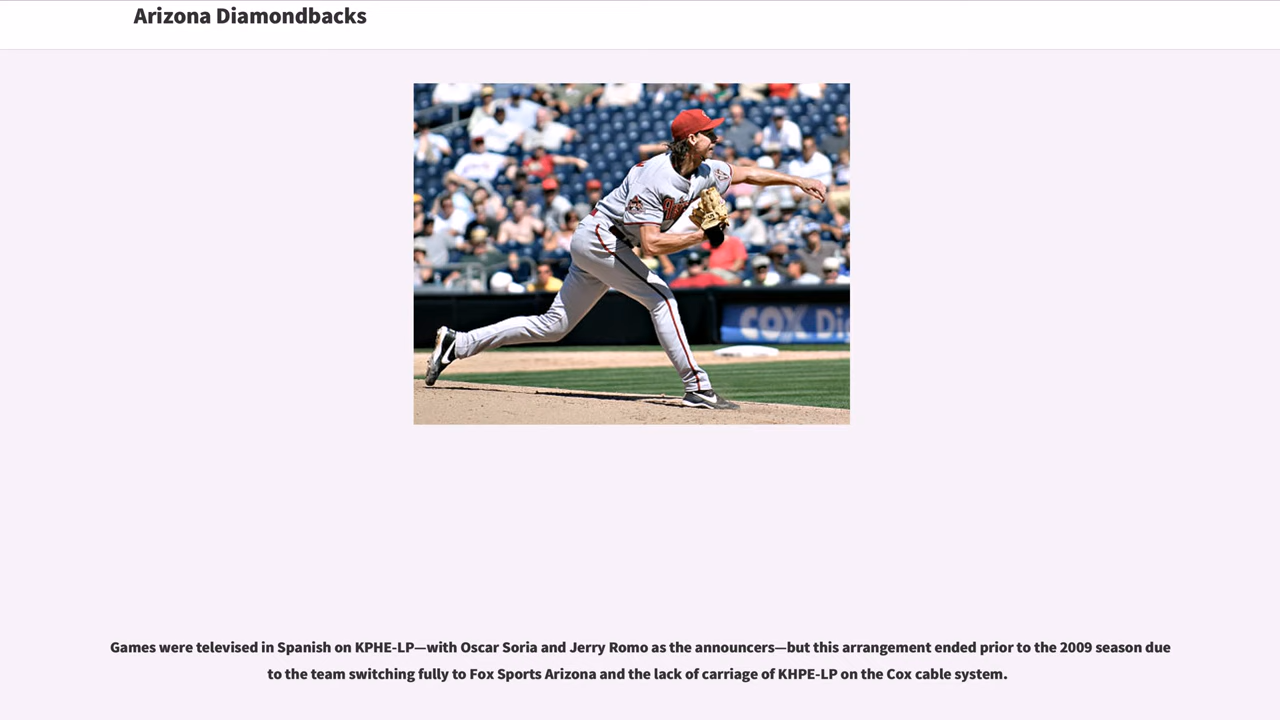 Arizona Diamondbacks
COX Di
Games were televised in Spanish on KPHE-LP—with Oscar Soria and Jerry Romo as the announcers—but this arrangement ended prior to the 2009 season due
to the team switching fully to Fox Sports Arizona and the lack of carriage of KHPE-LP on the Cox cable system.